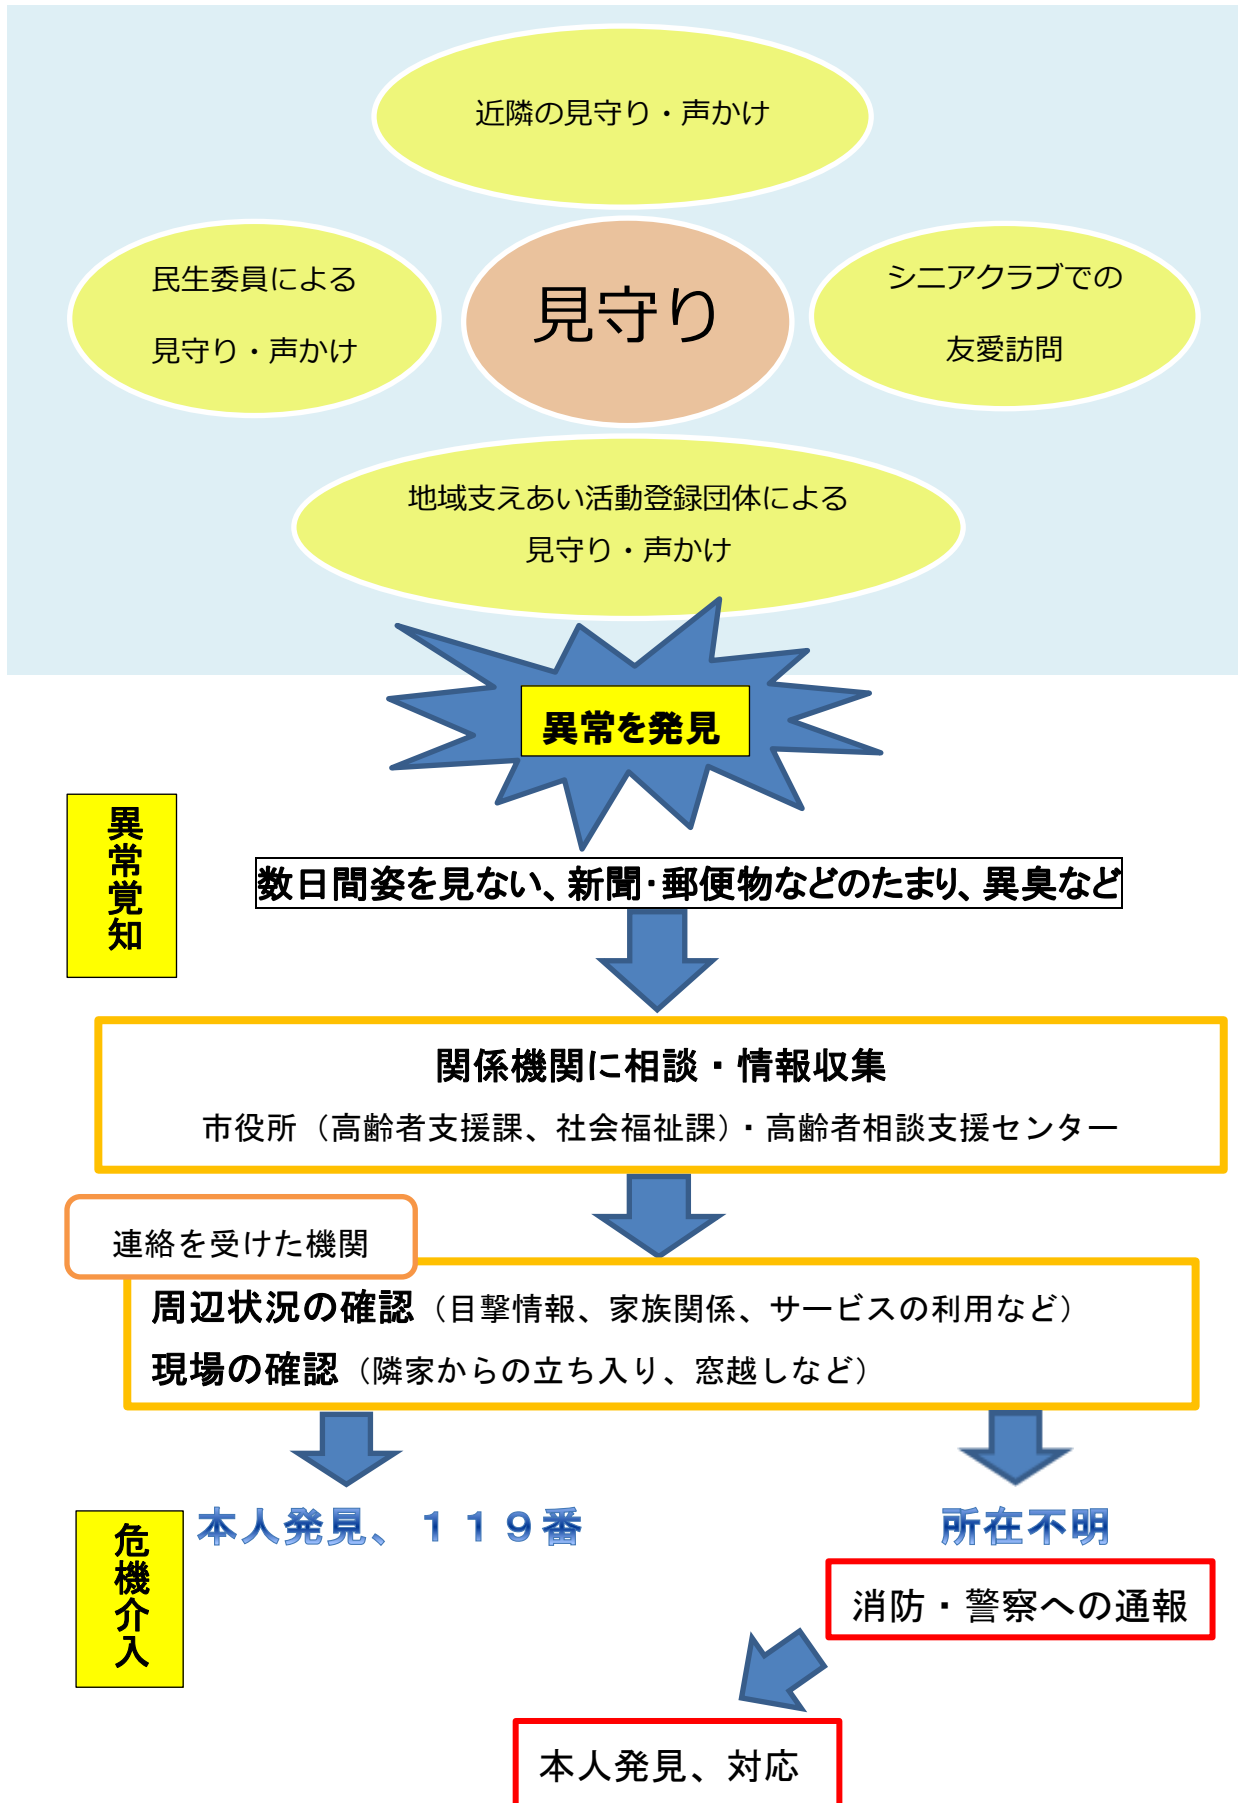 近隣の見守り・声かけ
民生委員による
見守り・声かけ
見守り
シニアクラブでの
友愛訪問
地域支えあい活動登録団体による
見守り・声かけ
異常を発見
異常覚知
数日間姿を見ない、新聞・郵便物などのたまり、異臭など
関係機関に相談・情報収集
市役所（高齢者支援課、社会福祉課）・高齢者相談支援センター
連絡を受けた機関
周辺状況の確認（目撃情報、家族関係、サービスの利用など）
現場の確認（隣家からの立ち入り、窓越しなど）
危機介入
本人発見、１１９番
所在不明
消防・警察への通報
本人発見、対応